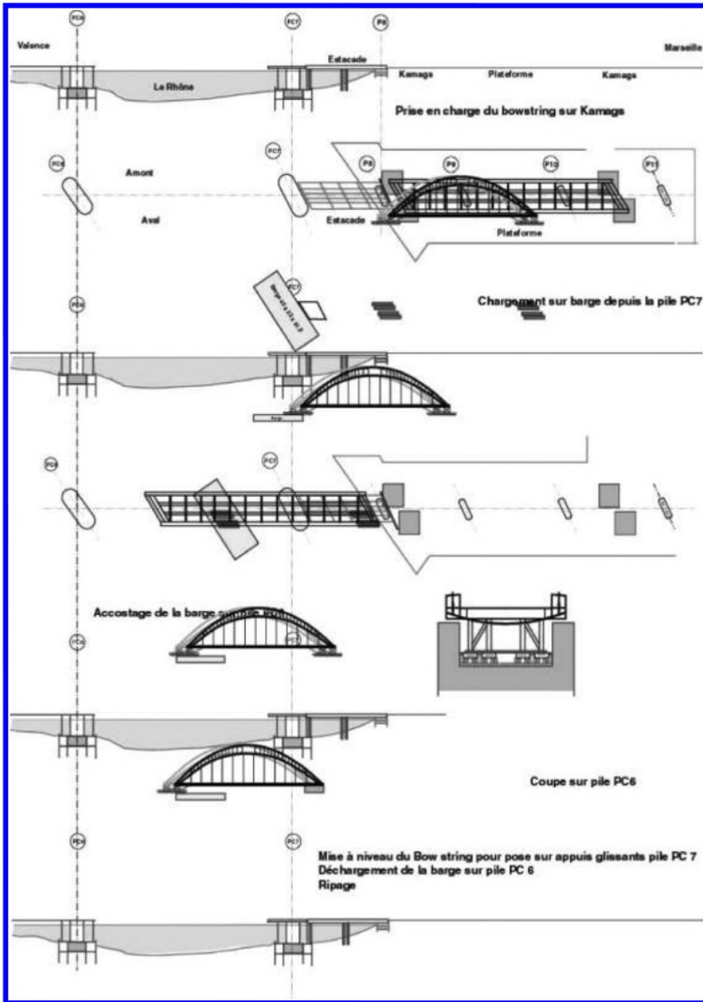 PC6
PC7
P8
Valence
Marseille
Estacade
Le Rhône
Kamags
Plateforme
Kamags
Prise en charge du bowstring sur Kamags
PC6
Amont
PC7
P8
P9
P10
P11
Aval
Estacade
Plateforme
PC6
PC7
Chargement sur barge depuis la pile PC7
PC6
PC7
Accostage de la barge sur pile
PC6
PC7
Coupe sur pile PC6
PC6
PC7
Mise à niveau du Bow string pour pose sur appuis glissants pile PC 7
Déchargement de la barge sur pile PC 6
Ripage